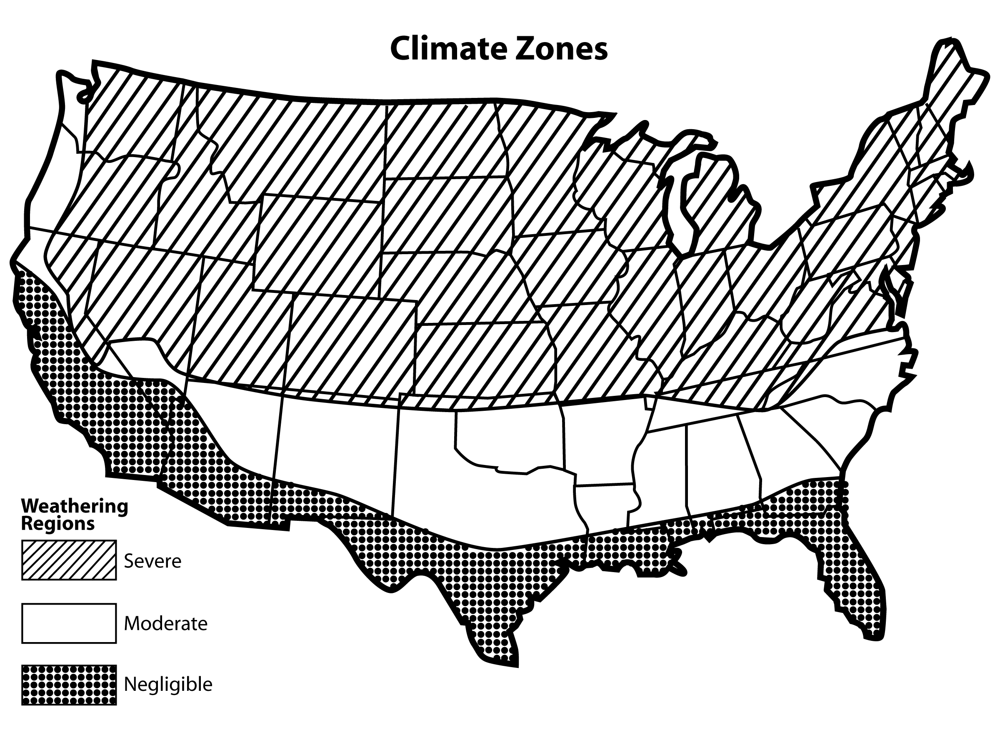 Climate Zones
Weathering
Regions
Severe
Moderate
Negligible